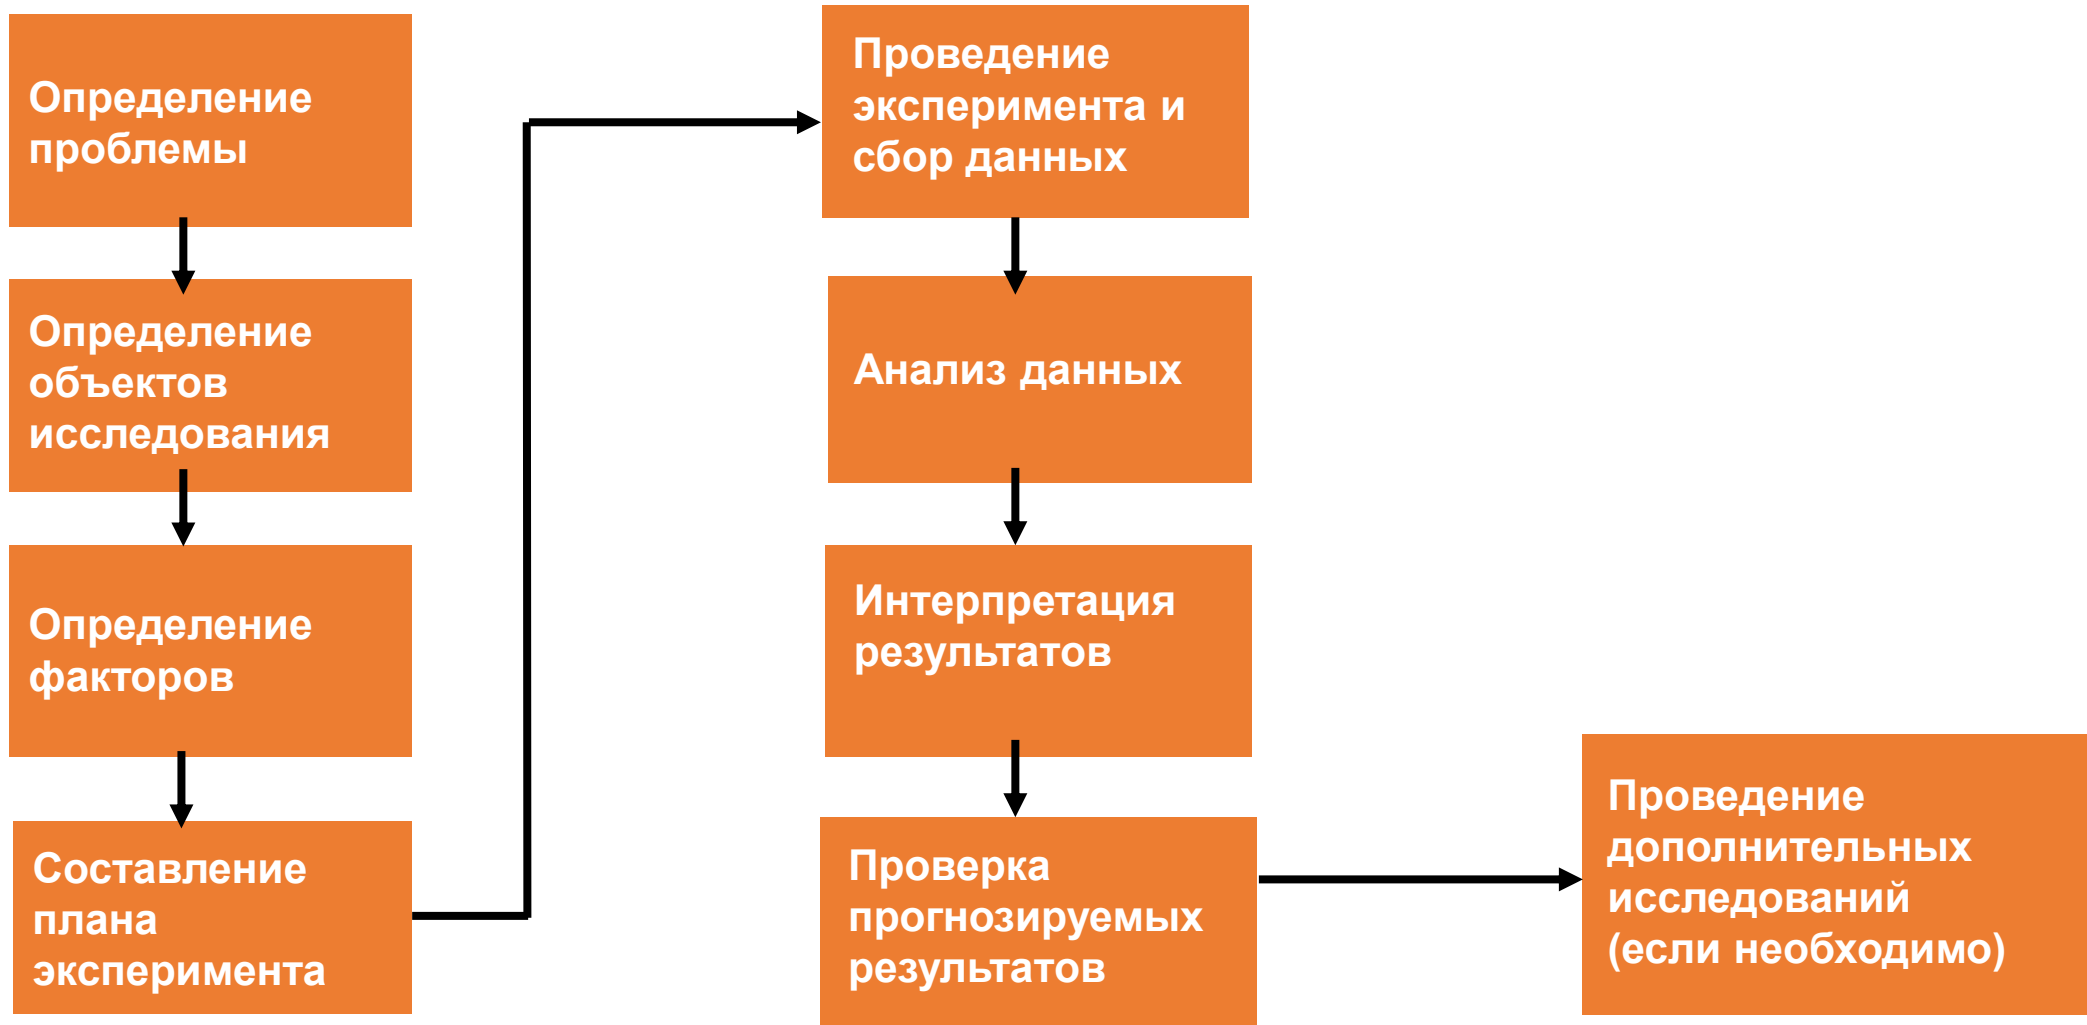 Определение
проблемы
Определение
объектов
исследования
Определение
факторов
Составление
плана
эксперимента
Проведение
эксперимента и
сбор данных
Анализ данных
Интерпретация
результатов
Проверка
прогнозируемых
результатов
Проведение
дополнительных
исследований
(если необходимо)